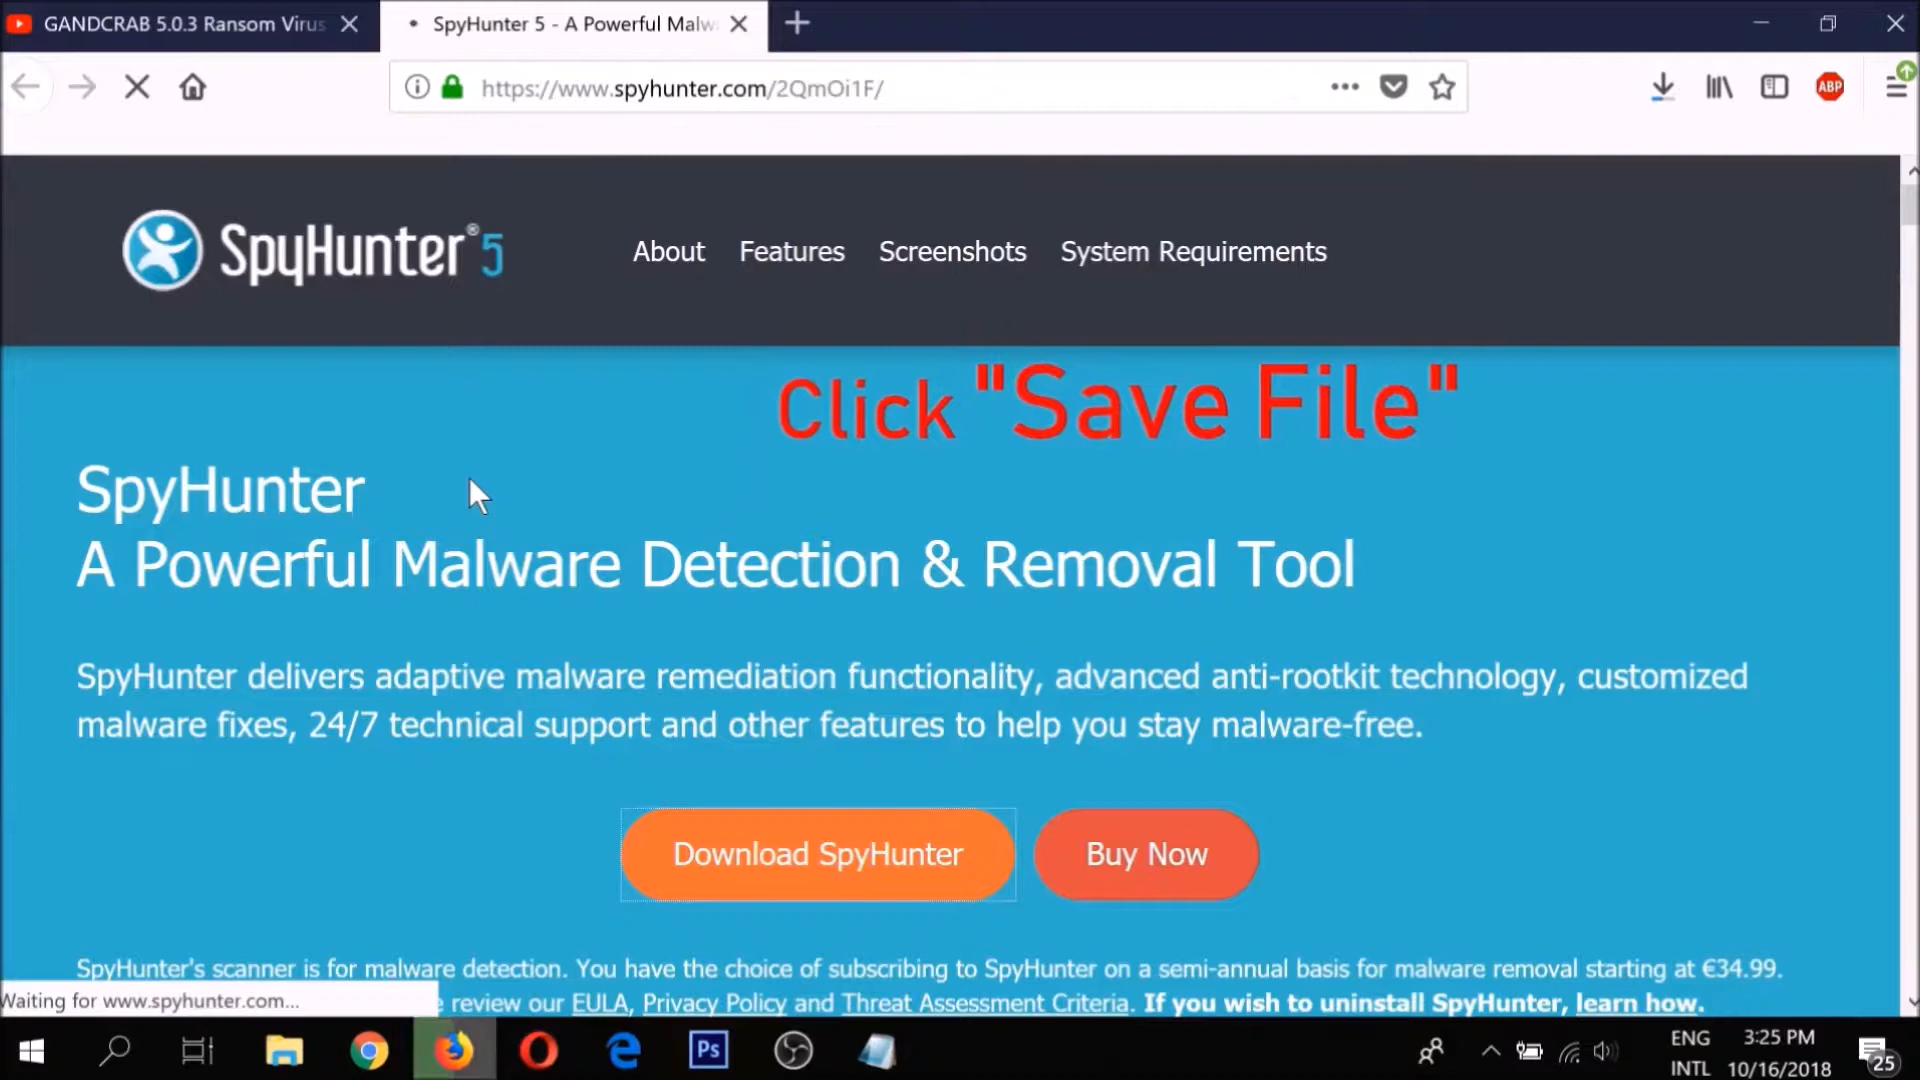 GANDCRAB 5.0.3 Ransom Virus
SpyHunter 5 - A Powerful Malw
https://www.spyhunter.com/2QmOi1F/
ABP
SpyHunter® 5
About Features Screenshots System Requirements
Click "Save File"
SpyHunter
A Powerful Malware Detection & Removal Tool
SpyHunter delivers adaptive malware remediation functionality, advanced anti-rootkit technology, customized
malware fixes, 24/7 technical support and other features to help you stay malware-free.
Download SpyHunter Buy Now
SpyHunter's scanner is for malware detection. You have the choice of subscribing to SpyHunter on a semi-annual basis for malware removal starting at €34.99.
Waiting for www.spyhunter.com...
e review our EULA, Privacy Policy and Threat Assessment Criteria. If you wish to uninstall SpyHunter, learn how.
Ps
ENG 3:25 PM
INTL 10/16/2018
25